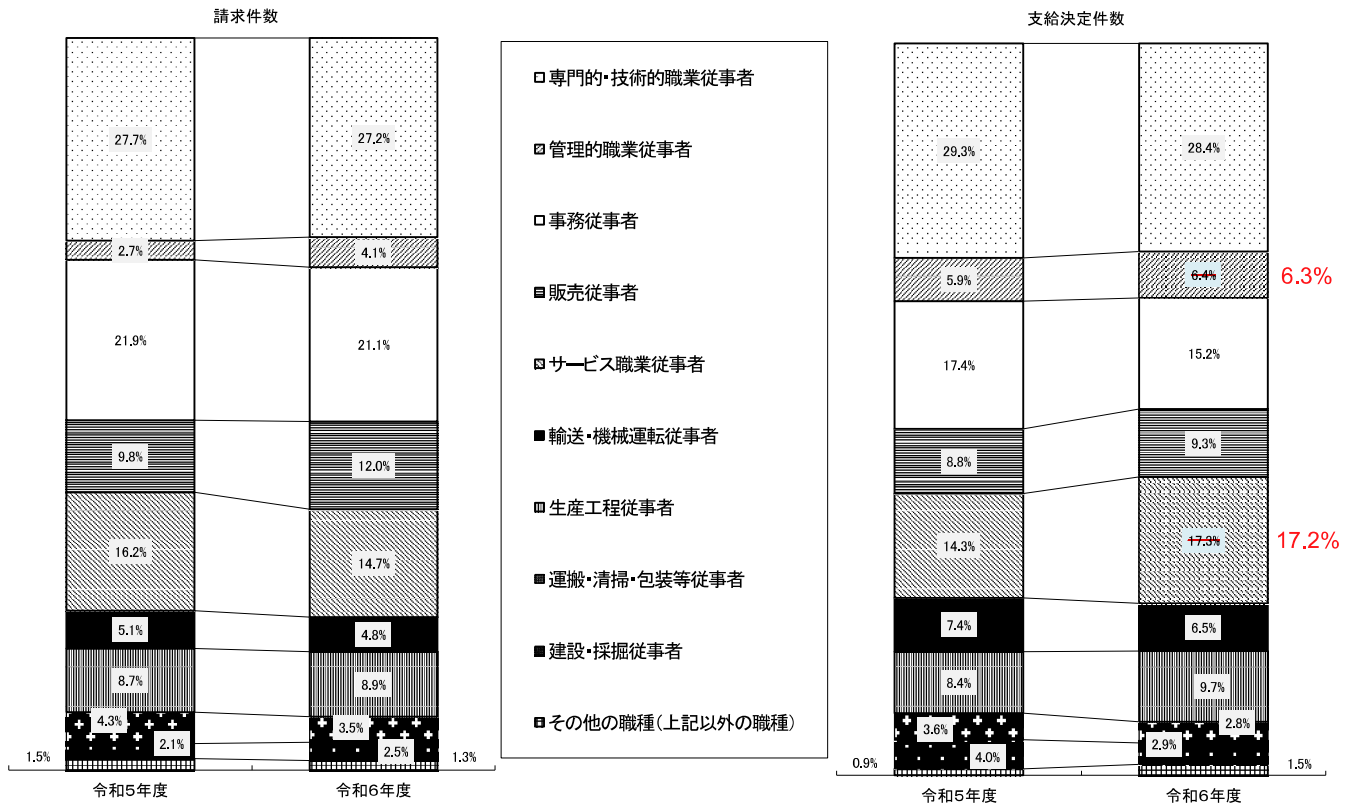 請求件数
27.7%
27.2%
2.7%
4.1%
21.9%
21.1%
9.8%
12.0%
16.2%
14.7%
5.1%
4.8%
8.7%
8.9%
4.3%
3.5%
2.1%
2.5%
1.5%
1.3%
令和5年度
令和6年度
専門的・技術的職業従事者
管理的職業従事者
事務従事者
販売従事者
サービス職業従事者
輸送・機械運転従事者
生産工程従事者
運搬・清掃・包装等従事者
建設・採掘従事者
その他の職種(上記以外の職種)
支給決定件数
29.3%
28.4%
5.9%
6.4%
6.3%
17.4%
15.2%
8.8%
9.3%
14.3%
17.3%
17.2%
7.4%
6.5%
8.4%
9.7%
3.6%
2.8%
4.0%
2.9%
0.9%
1.5%
令和5年度
令和6年度